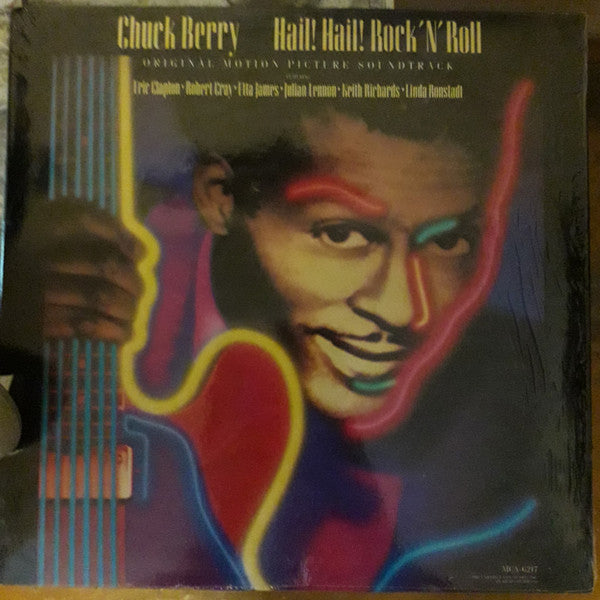 Chuck Berry Hail! Hail! Rock 'N' Roll
ORIGINAL MOTION PICTURE SOUNDTRACK
FEATURING
Eric Clapton • Robert Cray • Etta James • Julian Lennon • Keith Richards • Linda Ronstadt
MCA-6217